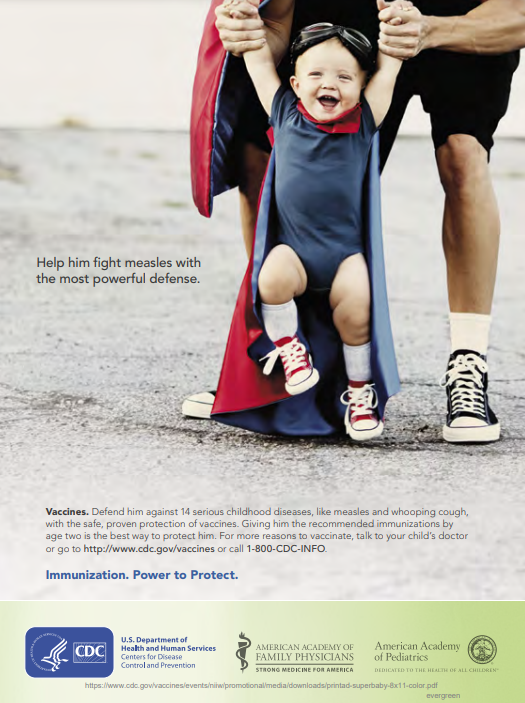 Help him fight measles with
the most powerful defense.
Vaccines. Defend him against 14 serious childhood diseases, like measles and whooping cough,
with the safe, proven protection of vaccines. Giving him the recommended immunizations by
age two is the best way to protect him. For more reasons to vaccinate, talk to your child's doctor
or go to http://www.cdc.gov/vaccines or call 1-800-CDC-INFO.
Immunization. Power to Protect.
CDC
U.S. Department of
Health and Human Services
Centers for Disease
Control and Prevention
AMERICAN ACADEMY OF
FAMILY PHYSICIANS
STRONG MEDICINE FOR AMERICA
American Academy
of Pediatrics
DEDICATED TO THE HEALTH OF ALL CHILDREN™
https://www.cdc.gov/vaccines/events/niiw/promotional/media/downloads/printad-superbaby-8x11-color.pdf
evergreen